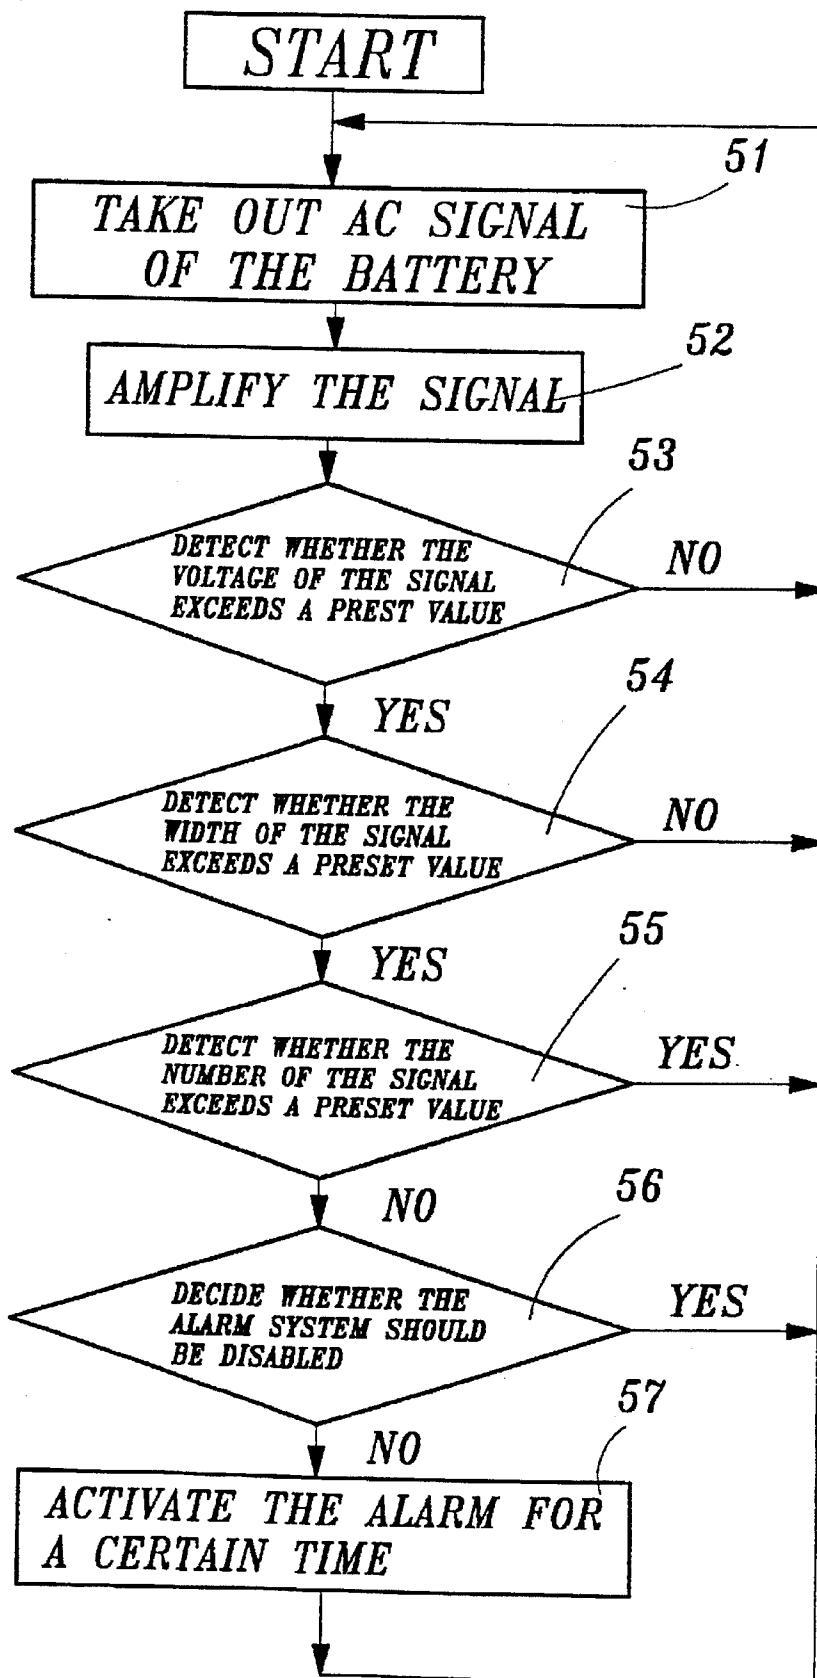 START
51
TAKE OUT AC SIGNAL
OF THE BATTERY
52
AMPLIFY THE SIGNAL
53
DETECT WHETHER THE
VOLTAGE OF THE SIGNAL
EXCEEDS A PREST VALUE
NO
YES
54
DETECT WHETHER THE
WIDTH OF THE SIGNAL
EXCEEDS A PRESET VALUE
NO
YES
55
DETECT WHETHER THE
NUMBER OF THE SIGNAL
EXCEEDS A PRESET VALUE
YES
NO
56
DECIDE WHETHER THE
ALARM SYSTEM SHOULD
BE DISABLED
YES
NO
57
ACTIVATE THE ALARM FOR
A CERTAIN TIME